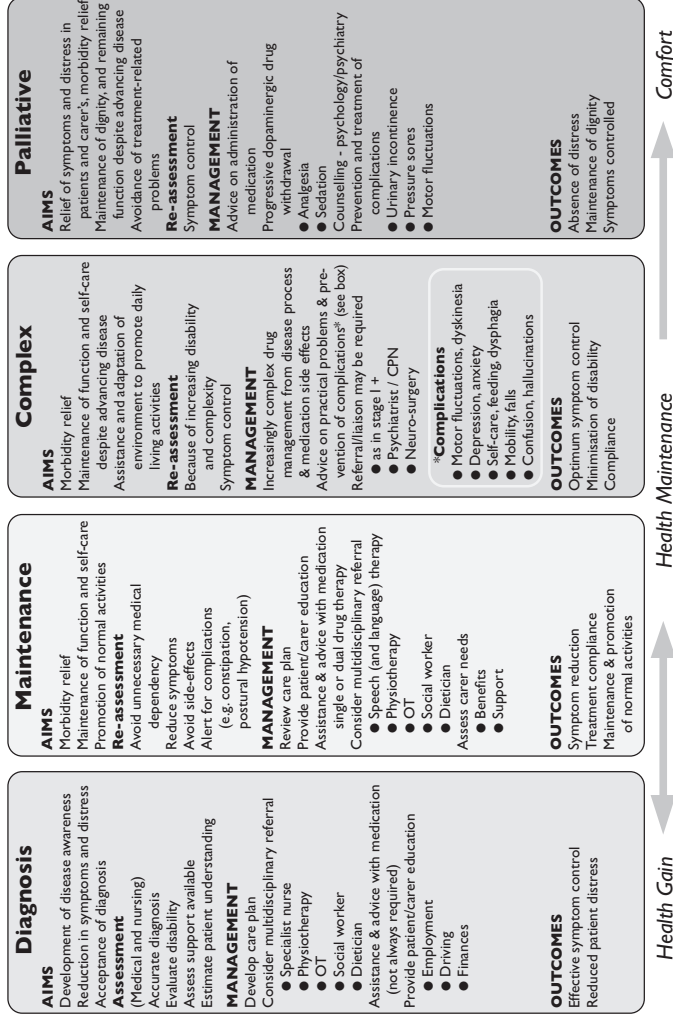 Diagnosis
AIMS
Development of disease awareness
Reduction in symptoms and distress
Acceptance of diagnosis
Assessment
(Medical and nursing)
Accurate diagnosis
Evaluate disability
Assess support available
Estimate patient understanding
MANAGEMENT
Develop care plan
Consider multidisciplinary referral
● Specialist nurse
● Physiotherapy
● OT
● Social worker
● Dietician
Assistance & advice with medication
(not always required)
Provide patient/carer education
● Employment
● Driving
● Finances
OUTCOMES
Effective symptom control
Reduced patient distress
Maintenance
AIMS
Morbidity relief
Maintenance of function and self-care
Promotion of normal activities
Re-assessment
Avoid unnecessary medical
dependency
Reduce symptoms
Avoid side-effects
Alert for complications
(e.g. constipation,
postural hypotension)
MANAGEMENT
Review care plan
Provide patient/carer education
Assistance & advice with medication
single or dual drug therapy
Consider multidisciplinary referral
● Speech (and language) therapy
● Physiotherapy
● OT
● Social worker
● Dietician
Assess carer needs
● Benefits
● Support
OUTCOMES
Symptom reduction
Treatment compliance
Maintenance & promotion
of normal activities
Complex
AIMS
Morbidity relief
Maintenance of function and self-care
despite advancing disease
Assistance and adaptation of
environment to promote daily
living activities
Re-assessment
Because of increasing disability
and complexity
Symptom control
MANAGEMENT
Increasingly complex drug
management from disease process
& medication side effects
Advice on practical problems & pre-
vention of complications* (see box)
Referral/liaison may be required
● as in stage I +
● Psychiatrist / CPN
● Neuro-surgery
*Complications
● Motor fluctuations, dyskinesia
● Depression, anxiety
● Self-care, feeding, dysphagia
● Mobility, falls
● Confusion, hallucinations
OUTCOMES
Optimum symptom control
Minimisation of disability
Compliance
Palliative
AIMS
Relief of symptoms and distress in
patients and carer's, morbidity relief
Maintenance of dignity, and remaining
function despite advancing disease
Avoidance of treatment-related
problems
Re-assessment
Symptom control
MANAGEMENT
Advice on administration of
medication
Progressive dopaminergic drug
withdrawal
● Analgesia
● Sedation
Counselling - psychology/psychiatry
Prevention and treatment of
complications
● Urinary incontinence
● Pressure sores
● Motor fluctuations
OUTCOMES
Absence of distress
Maintenance of dignity
Symptoms controlled
Health Gain
Health Maintenance
Comfort